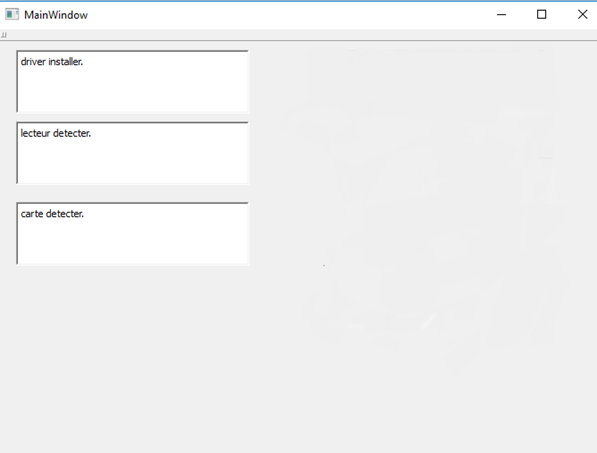 MainWindow
driver installer.
lecteur detecter.
carte detecter.